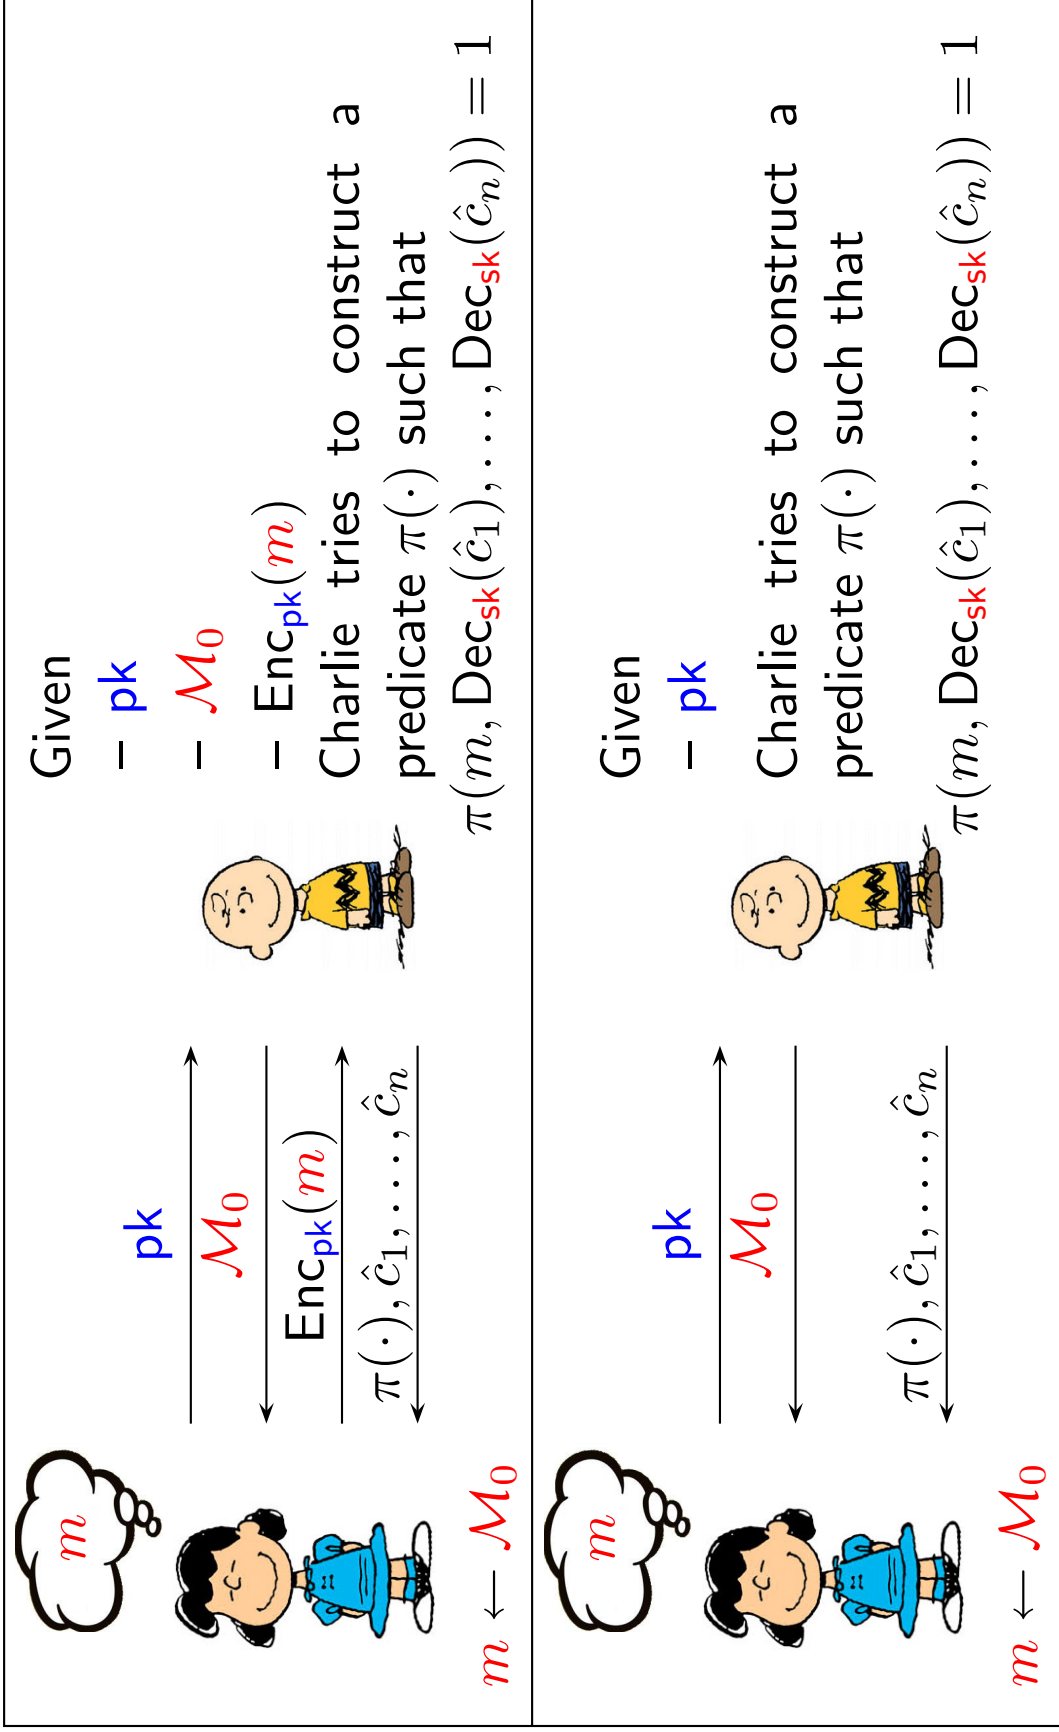 m
m ← ℳ₀
pk
ℳ₀
Enc_pk(m)
π(·), ĉ₁, . . . , ĉₙ
Given
– pk
– ℳ₀
– Enc_pk(m)
Charlie tries to construct a
predicate π(·) such that
π(m, Dec_sk(ĉ₁), . . . , Dec_sk(ĉₙ)) = 1
m
m ← ℳ₀
pk
ℳ₀
π(·), ĉ₁, . . . , ĉₙ
Given
– pk
Charlie tries to construct a
predicate π(·) such that
π(m, Dec_sk(ĉ₁), . . . , Dec_sk(ĉₙ)) = 1